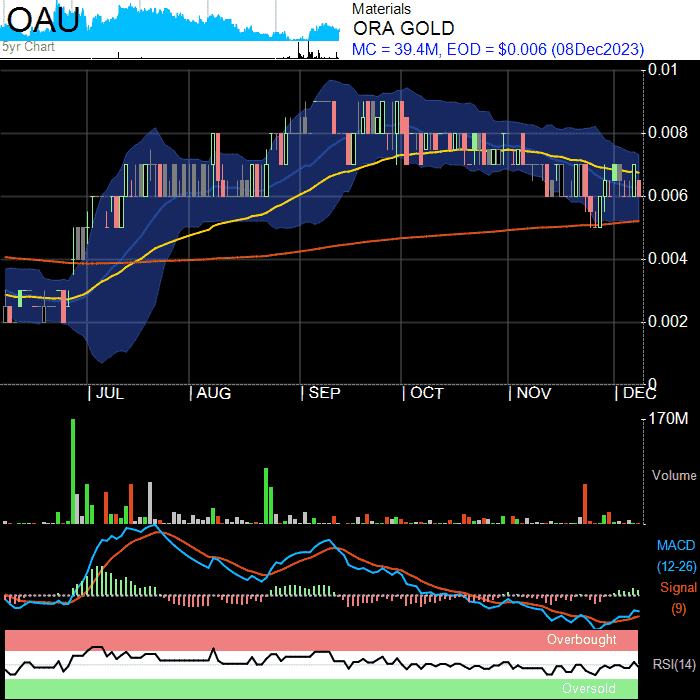 OAU
5yr Chart
Materials
ORA GOLD
MC = 39.4M, EOD = $0.006 (08Dec2023)
0.01
0.008
0.006
0.004
0.002
0
JUL AUG SEP OCT NOV DEC
170M
Volume
MACD
(12-26)
Signal
(9)
Overbought
RSI(14)
Oversold